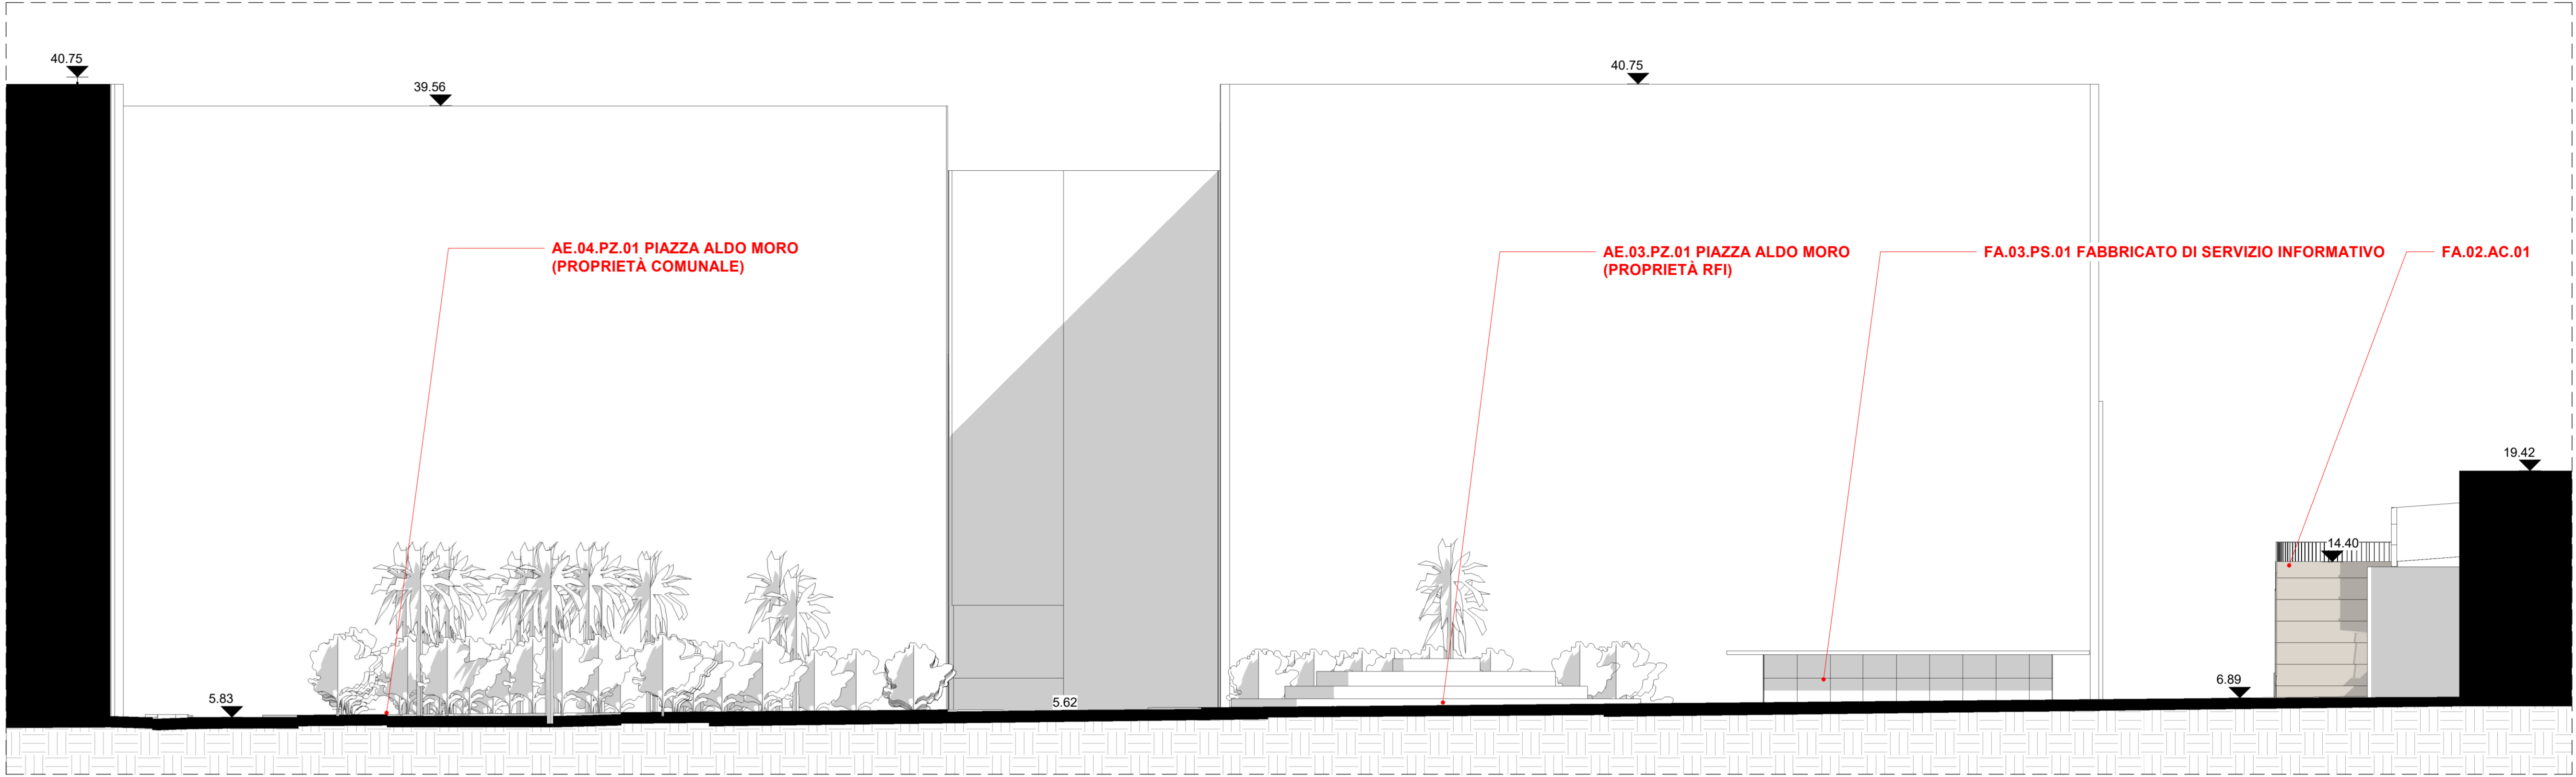 40.75
39.56
40.75
AE.04.PZ.01 PIAZZA ALDO MORO
(PROPRIETÀ COMUNALE)
AE.03.PZ.01 PIAZZA ALDO MORO
(PROPRIETÀ RFI)
FA.03.PS.01 FABBRICATO DI SERVIZIO INFORMATIVO
FA.02.AC.01
19.42
14.40
5.83
5.62
6.89